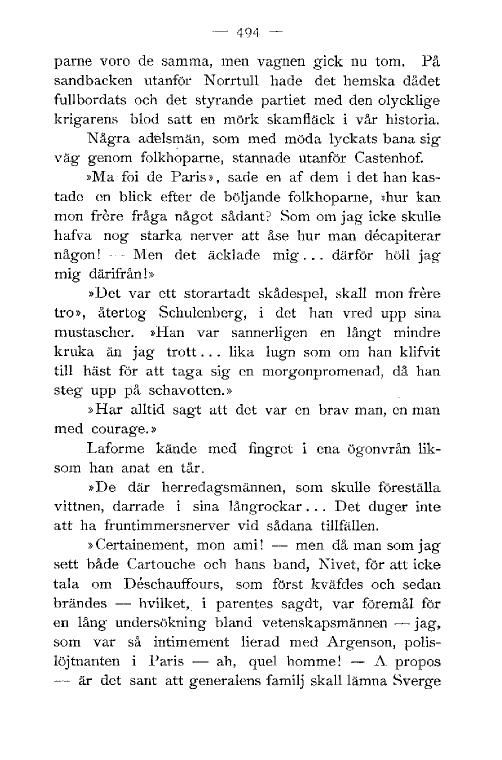 — 494 —
parne voro de samma, men vagnen gick nu tom. På
sandbacken utanför Norrtull hade det hemska dådet
fullbordats och det styrande partiet med den olycklige
krigarens blod satt en mörk skamfläck i vår historia.
Några adelsmän, som med möda lyckats bana sig
väg genom folkhoparne, stannade utanför Castenhof.
»Ma foi de Paris», sade en af dem i det han kas-
tade en blick efter de böljande folkhoparne, »hur kan
mon frère fråga något sådant? Som om jag icke skulle
hafva nog starka nerver att åse hur man décapiterar
någon! — Men det äcklade mig... därför höll jag
mig därifrån!»
»Det var ett storartadt skådespel, skall mon frère
tro», återtog Schulenberg, i det han vred upp sina
mustascher. »Han var sannerligen en långt mindre
kruka än jag trott... lika lugn som om han klifvit
till häst för att taga sig en morgonpromenad, då han
steg upp på schavotten.»
»Har alltid sagt att det var en brav man, en man
med courage.»
Laforme kände med fingret i ena ögonvrån lik-
som han anat en tår.
»De där herredagsmännen, som skulle föreställa
vittnen, darrade i sina långrockar... Det duger inte
att ha fruntimmersnerver vid sådana tillfällen.
»Certainement, mon ami! — men då man som jag
sett både Cartouche och hans band, Nivet, för att icke
tala om Déschauffours, som först kväfdes och sedan
brändes — hvilket, i parentes sagdt, var föremål för
en lång undersökning bland vetenskapsmännen — jag,
som var så intimement lierad med Argenson, polis-
löjtnanten i Paris — ah, quel homme! — A propos
— är det sant att generalens familj skall lämna Sverge